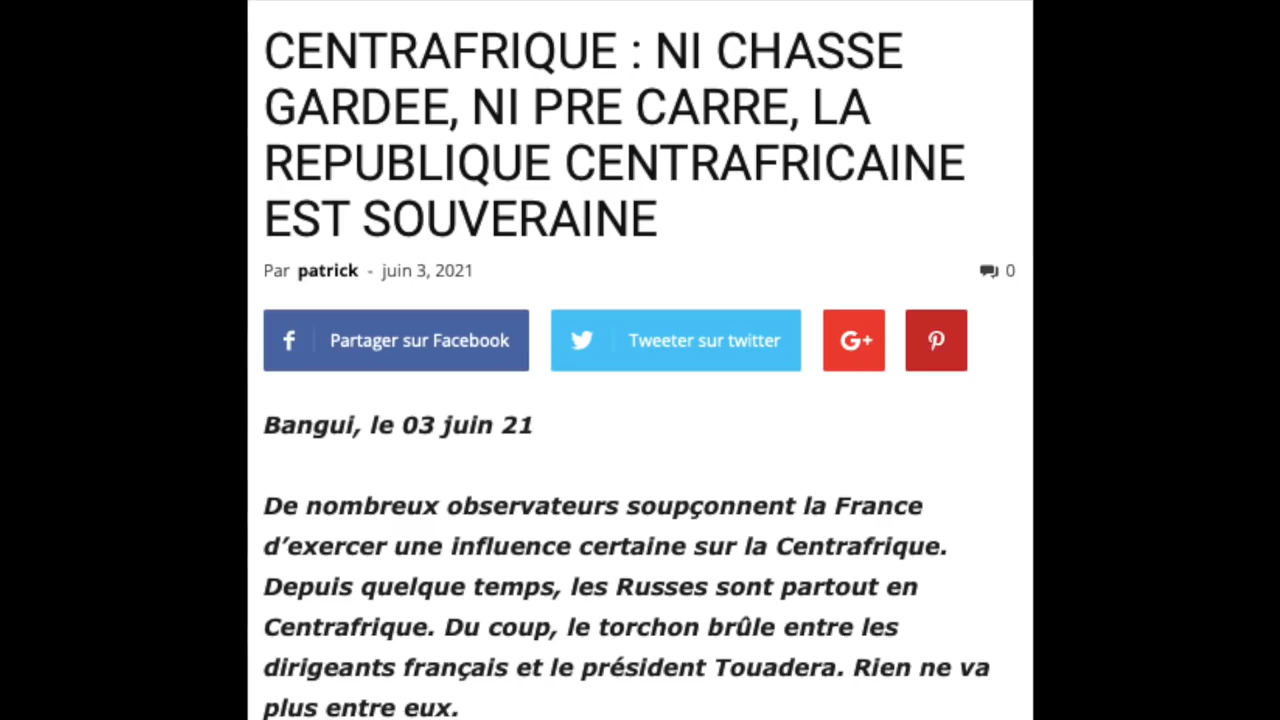 CENTRAFRIQUE : NI CHASSE
GARDEE, NI PRE CARRE, LA
REPUBLIQUE CENTRAFRICAINE
EST SOUVERAINE
Par patrick - juin 3, 2021 0
Partager sur Facebook Tweeter sur twitter G+
Bangui, le 03 juin 21
De nombreux observateurs soupçonnent la France
d’exercer une influence certaine sur la Centrafrique.
Depuis quelque temps, les Russes sont partout en
Centrafrique. Du coup, le torchon brûle entre les
dirigeants français et le président Touadera. Rien ne va
plus entre eux.